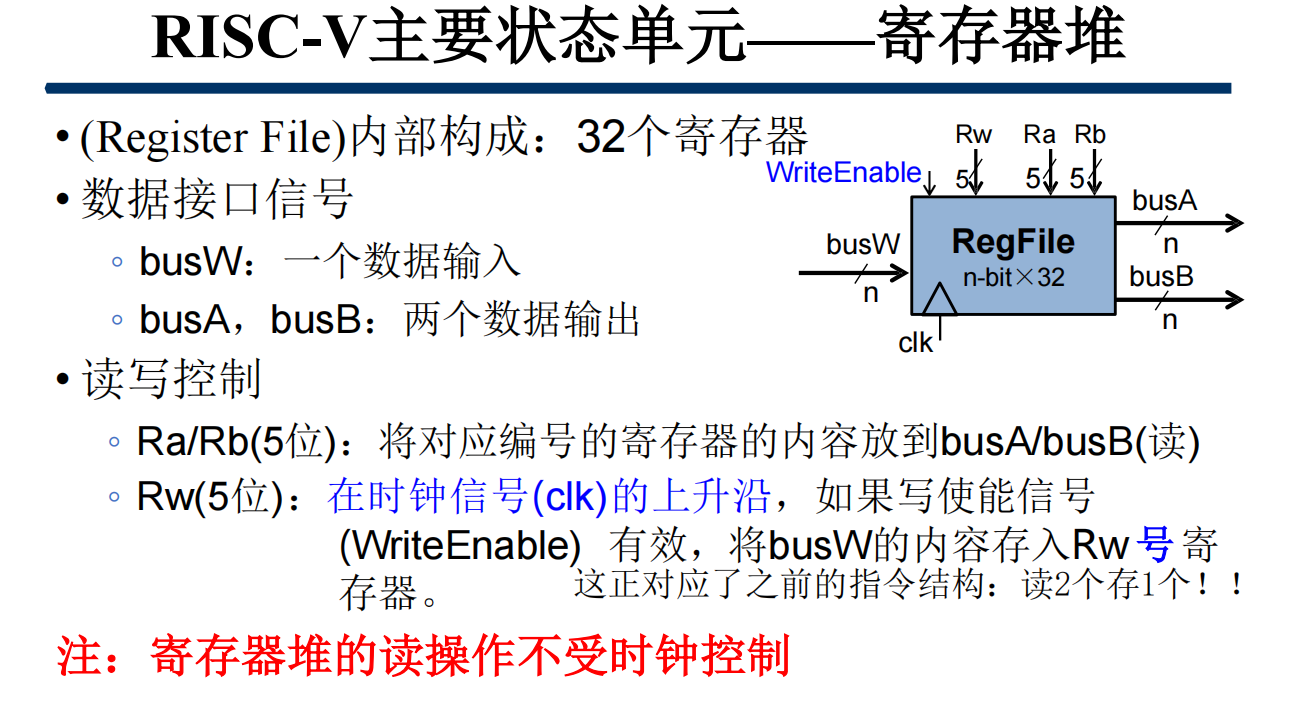 RISC-V主要状态单元——寄存器堆
• (Register File)内部构成：32个寄存器
• 数据接口信号
◦ busW：一个数据输入
◦ busA，busB：两个数据输出
• 读写控制
◦ Ra/Rb(5位)：将对应编号的寄存器的内容放到busA/busB(读)
◦ Rw(5位)：在时钟信号(clk)的上升沿，如果写使能信号
(WriteEnable) 有效，将busW的内容存入Rw号寄
存器。
这正对应了之前的指令结构：读2个存1个！！
注：寄存器堆的读操作不受时钟控制
Rw Ra Rb
WriteEnable 5 5 5
busA
busW RegFile n
n-bit×32 busB
n n
clk